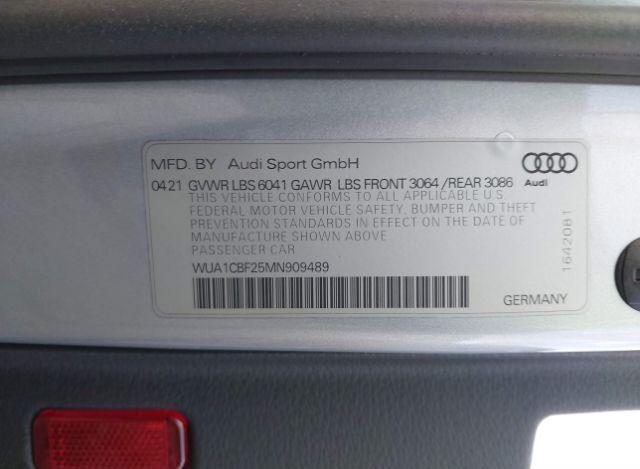 MFD. BY Audi Sport GmbH
0421 GVWR LBS 6041 GAWR LBS FRONT 3064 /REAR 3086
Audi
THIS VEHICLE CONFORMS TO ALL APPLICABLE U.S
FEDERAL MOTOR VEHICLE SAFETY, BUMPER AND THEFT
PREVENTION STANDARDS IN EFFECT ON THE DATE OF
MANUFACTURE SHOWN ABOVE
PASSENGER CAR
WUA1CBF25MN909489
1642081
GERMANY